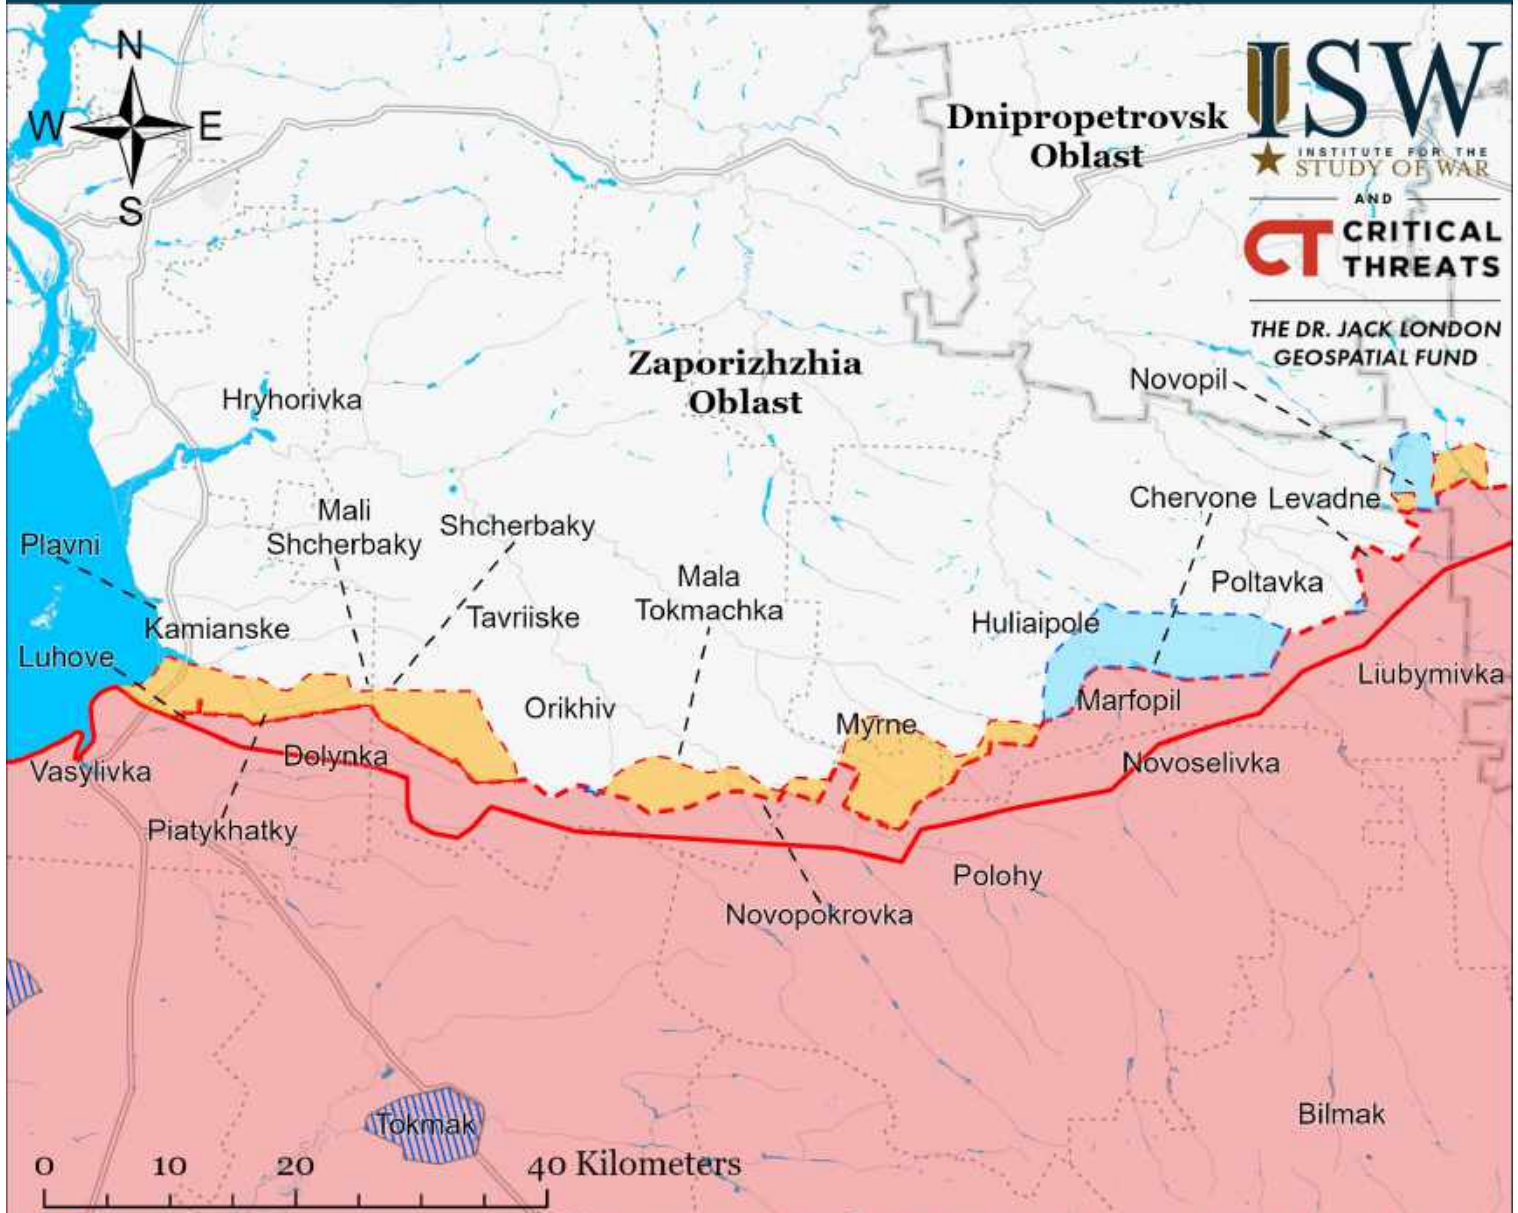 N
W E
S
ISW
INSTITUTE FOR THE
STUDY OF WAR
AND
CT CRITICAL
THREATS
THE DR. JACK LONDON
GEOSPATIAL FUND
Dnipropetrovsk
Oblast
Zaporizhzhia
Oblast
Novopil
Hryhorivka
Chervone
Levadne
Mali
Shcherbaky
Shcherbaky
Plavni
Mala
Tokmachka
Poltavka
Tavriiske
Huliaipole
Kamianske
Luhove
Liubymivka
Marfopil
Orikhiv
Myrne
Dolynka
Novoselivka
Vasylivka
Piatykhatky
Polohy
Novopokrovka
Bilmak
Tokmak
0 10 20 40 Kilometers